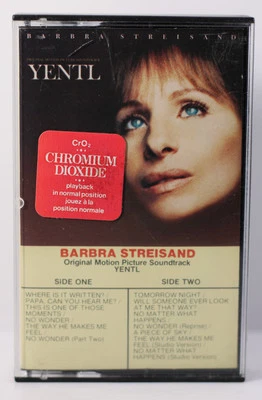 BARBRA STREISAND
ORIGINAL MOTION PICTURE SOUNDTRACK
YENTL
CrO2
CHROMIUM
DIOXIDE
playback
in normal position
jouez à la
position normale
BARBRA STREISAND
Original Motion Picture Soundtrack
YENTL
SIDE ONE
WHERE IS IT WRITTEN? :
PAPA, CAN YOU HEAR ME? :
THIS IS ONE OF THOSE
MOMENTS :
NO WONDER :
THE WAY HE MAKES ME
FEEL :
NO WONDER (Part Two)
SIDE TWO
TOMORROW NIGHT :
WILL SOMEONE EVER LOOK
AT ME THAT WAY? :
NO MATTER WHAT
HAPPENS :
NO WONDER (Reprise) :
A PIECE OF SKY :
THE WAY HE MAKES ME
FEEL (Studio Version) :
NO MATTER WHAT
HAPPENS (Studio Version)